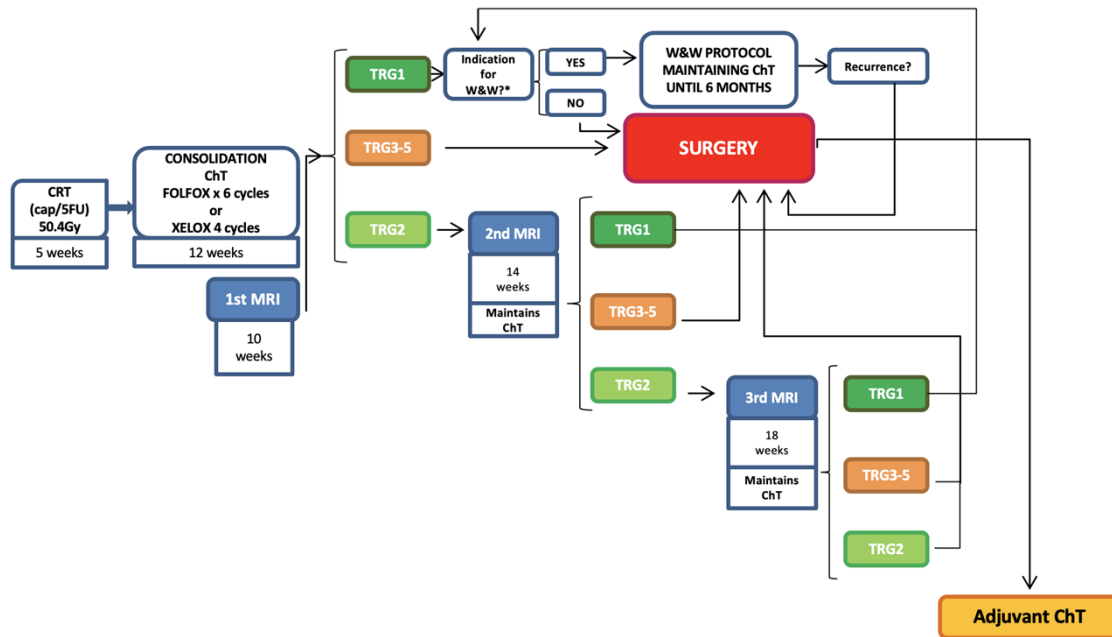 CRT
(cap/5FU)
50.4Gy
5 weeks
CONSOLIDATION
ChT
FOLFOX x 6 cycles
or
XELOX 4 cycles
12 weeks
1st MRI
10
weeks
TRG1
TRG3-5
TRG2
Indication
for
W&W?*
YES
NO
W&W PROTOCOL
MAINTAINING ChT
UNTIL 6 MONTHS
Recurrence?
SURGERY
2nd MRI
14
weeks
Maintains
ChT
TRG1
TRG3-5
TRG2
3rd MRI
18
weeks
Maintains
ChT
TRG1
TRG3-5
TRG2
Adjuvant ChT